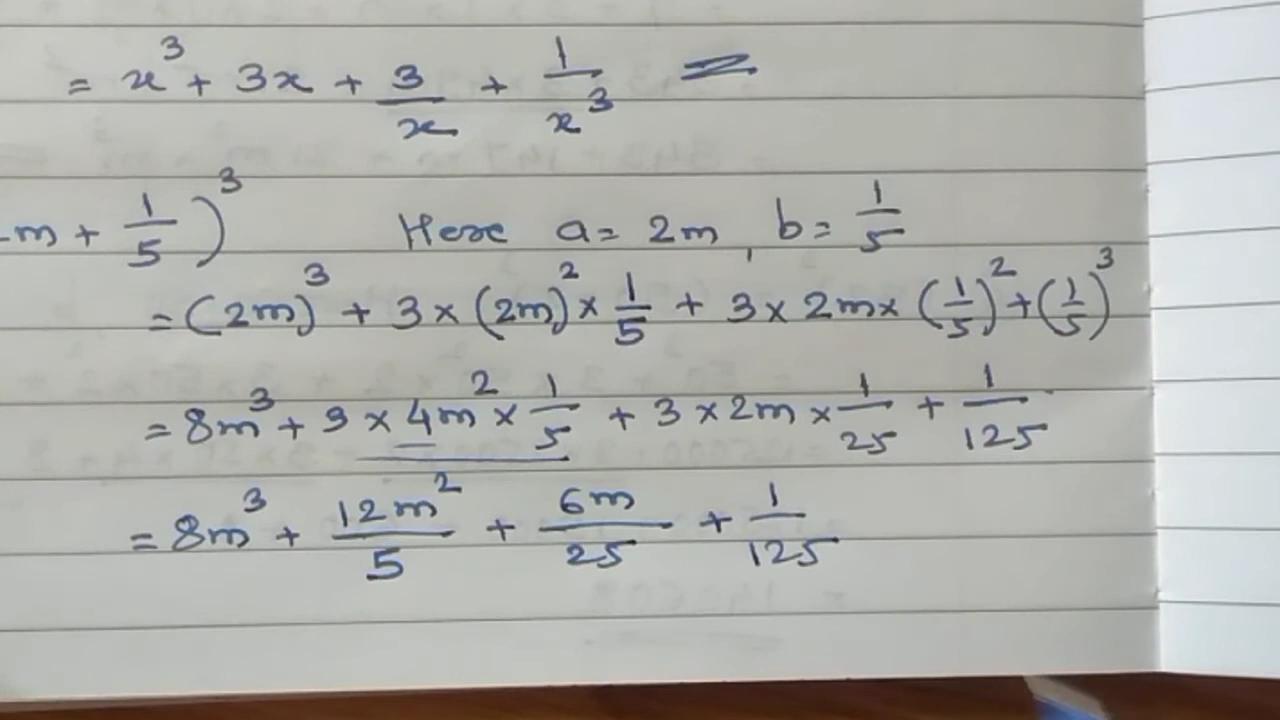 = x³ + 3x + 3/x + 1/x³
m + 1/5)³ Here a = 2m, b = 1/5
= (2m)³ + 3 × (2m)² × 1/5 + 3 × 2m × (1/5)² + (1/5)³
= 8m³ + 3 × 4m² × 1/5 + 3 × 2m × 1/25 + 1/125
= 8m³ + 12m²/5 + 6m/25 + 1/125